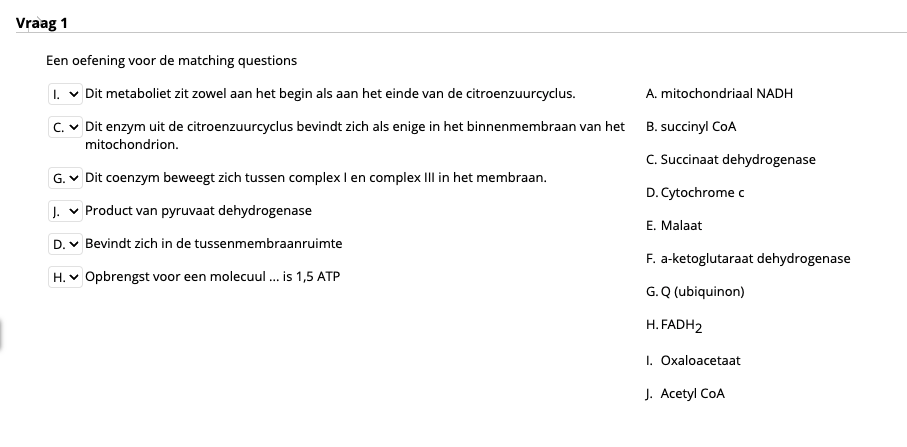 Vraag 1
Een oefening voor de matching questions
I. Dit metaboliet zit zowel aan het begin als aan het einde van de citroenzuurcyclus.
C. Dit enzym uit de citroenzuurcyclus bevindt zich als enige in het binnenmembraan van het
mitochondrion.
G. Dit coenzym beweegt zich tussen complex I en complex III in het membraan.
J. Product van pyruvaat dehydrogenase
D. Bevindt zich in de tussenmembraanruimte
H. Opbrengst voor een molecuul ... is 1,5 ATP
A. mitochondriaal NADH
B. succinyl CoA
C. Succinaat dehydrogenase
D. Cytochrome c
E. Malaat
F. a-ketoglutaraat dehydrogenase
G. Q (ubiquinon)
H. FADH2
I. Oxaloacetaat
J. Acetyl CoA